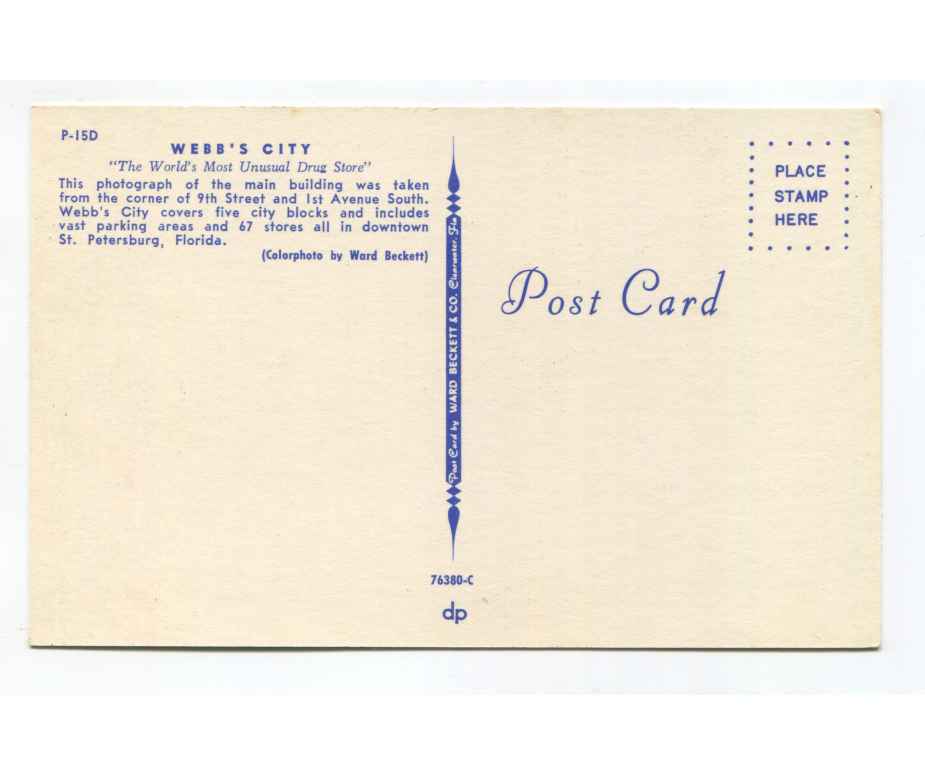 P-15D
WEBB'S CITY
"The World's Most Unusual Drug Store"
This photograph of the main building was taken
from the corner of 9th Street and 1st Avenue South.
Webb's City covers five city blocks and includes
vast parking areas and 67 stores all in downtown
St. Petersburg, Florida.
(Colorphoto by Ward Beckett)
Post Card by WARD BECKETT & CO. Clearwater, Fla.
76380-C
dp
PLACE
STAMP
HERE
Post Card